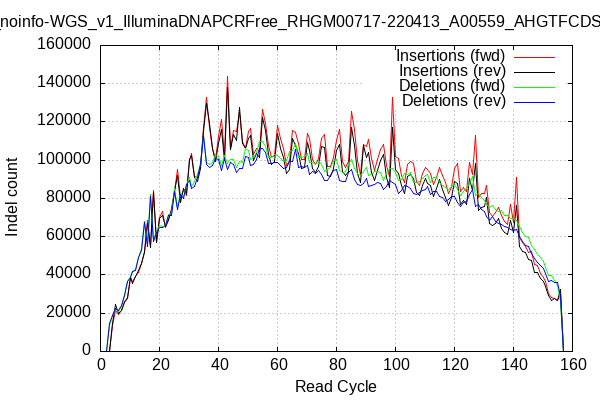 _noinfo-WGS_v1_IlluminaDNAPCRFree_RHGM00717-220413_A00559_AHGTFCDS
Insertions (fwd)
Insertions (rev)
Deletions (fwd)
Deletions (rev)
160000
140000
120000
100000
80000
60000
40000
20000
0
Indel count
0 20 40 60 80 100 120 140 160
Read Cycle